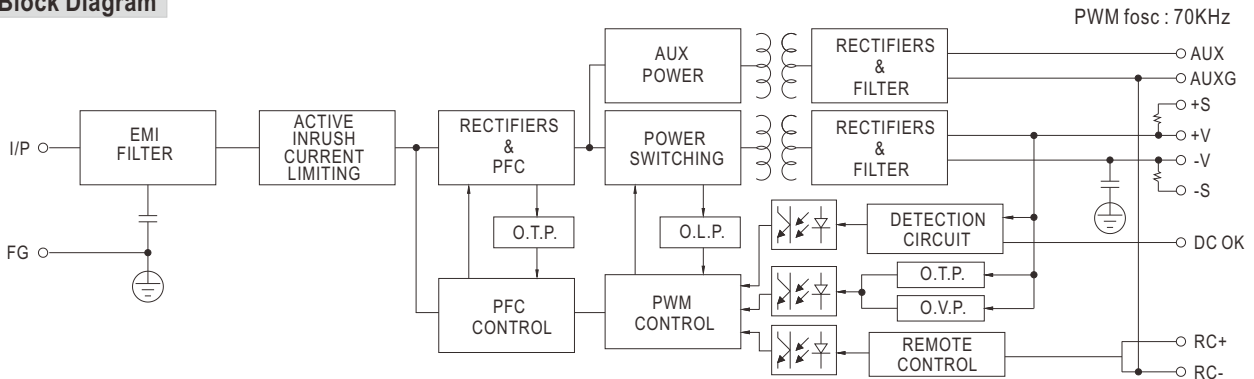 Block Diagram
PWM fosc : 70KHz
AUX
POWER
RECTIFIERS
&
FILTER
AUX
AUXG
+S
I/P
EMI
FILTER
ACTIVE
INRUSH
CURRENT
LIMITING
RECTIFIERS
&
PFC
POWER
SWITCHING
RECTIFIERS
&
FILTER
+V
-V
-S
FG
O.T.P.
O.L.P.
DETECTION
CIRCUIT
DC OK
PFC
CONTROL
PWM
CONTROL
O.T.P.
O.V.P.
REMOTE
CONTROL
RC+
RC-